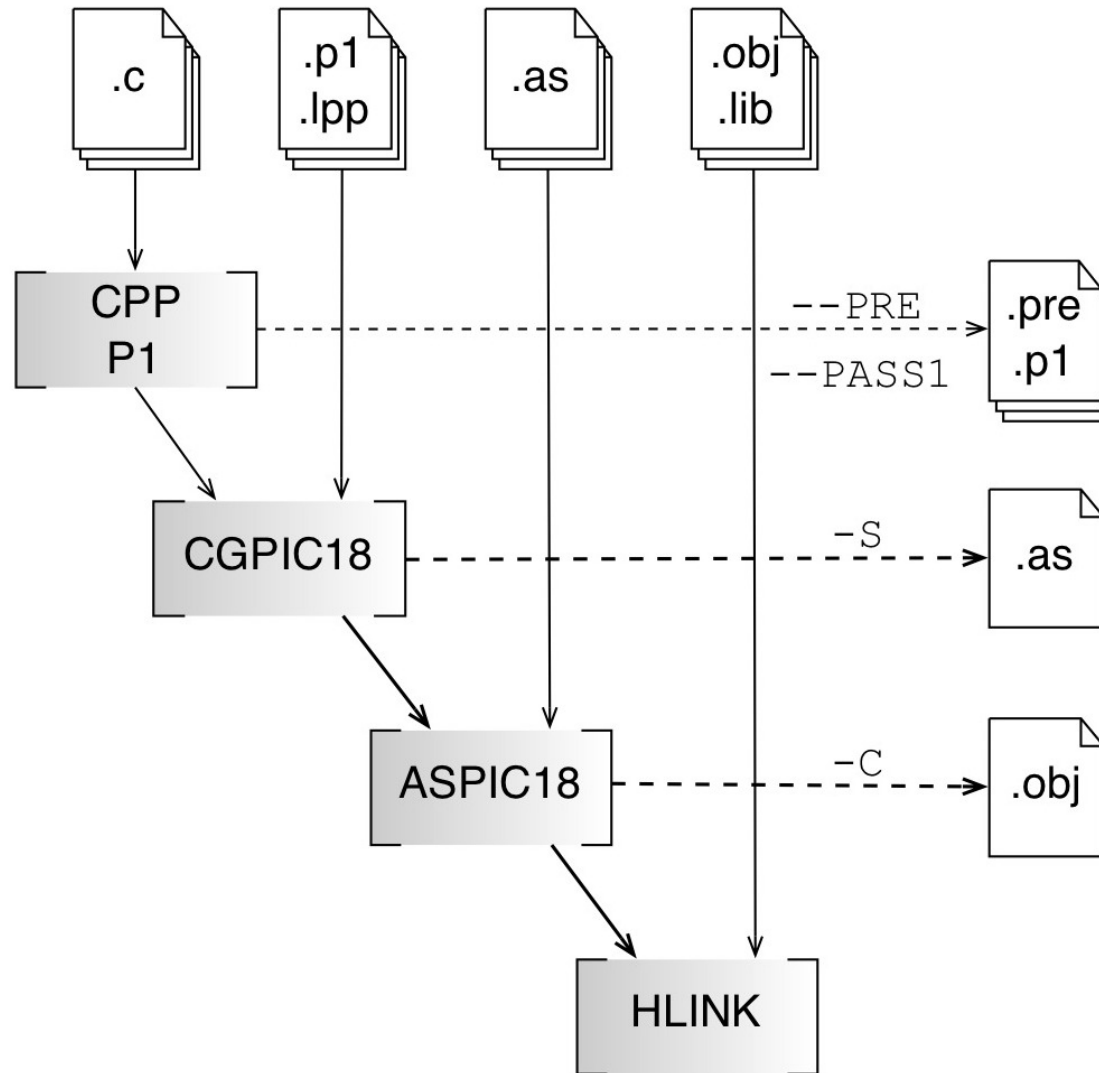 .c
.p1
.lpp
.as
.obj
.lib
CPP
P1
--PRE
--PASS1
.pre
.p1
CGPIC18
-S
.as
ASPIC18
-C
.obj
HLINK